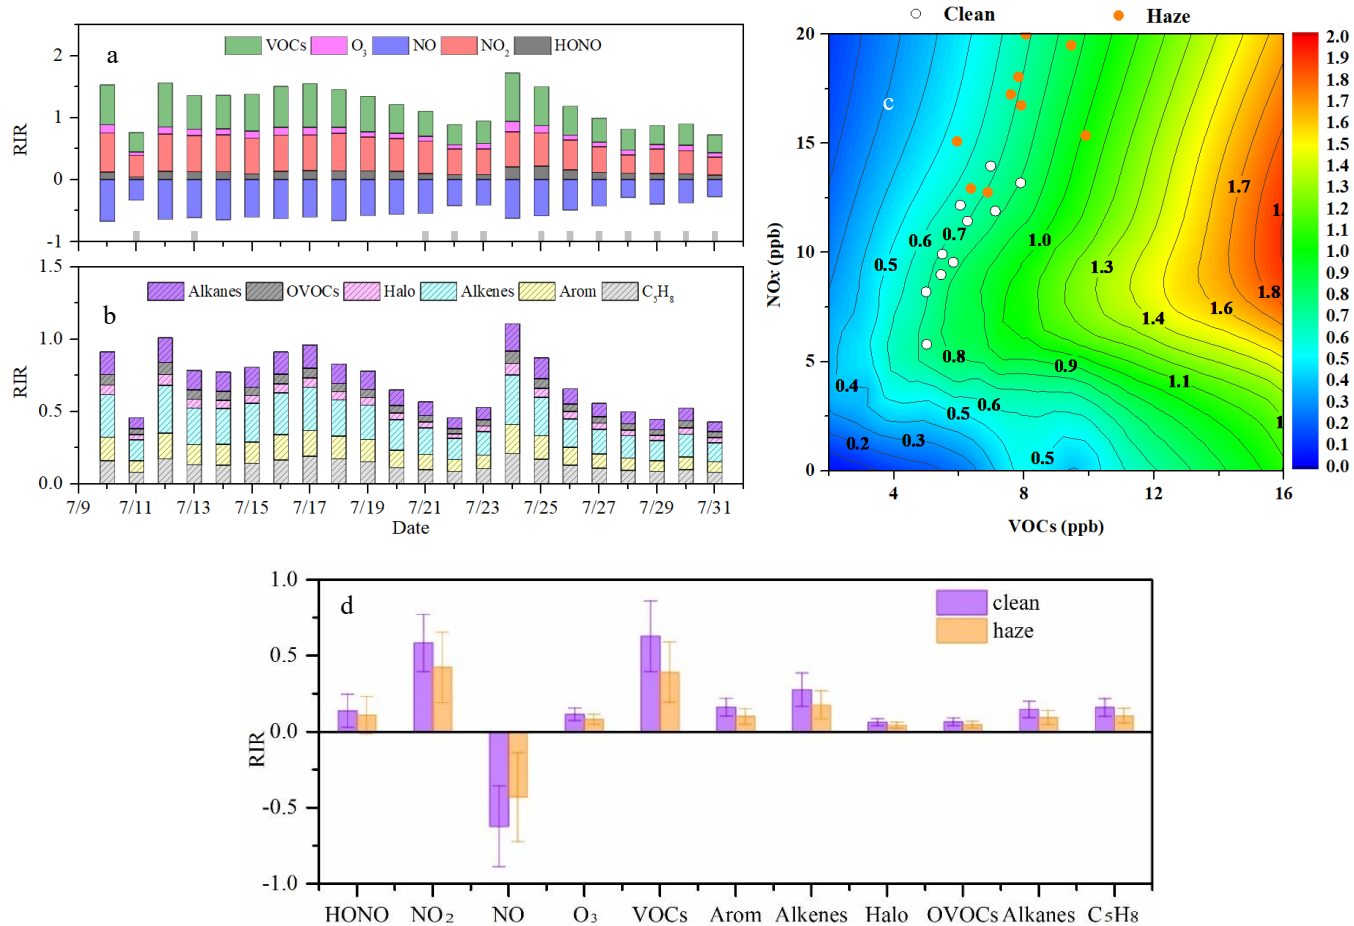 a
VOCs O₃ NO NO₂ HONO
2
1
0
-1
RIR
b
Alkanes OVOCs Halo Alkenes Arom C₅H₈
1.5
1.0
0.5
0.0
RIR
7/9 7/11 7/13 7/15 7/17 7/19 7/21 7/23 7/25 7/27 7/29 7/31
Date
Clean Haze
c
20
15
10
5
0
NOx (ppb)
4 8 12 16
VOCs (ppb)
1.7
0.6 0.7 1.0
0.5 1.3
1.8
1.6
1.4
0.8 0.9
1.1
0.4
0.6
0.5
0.2 0.3
0.5
2.0
1.9
1.8
1.7
1.6
1.5
1.4
1.3
1.2
1.1
1.0
0.9
0.8
0.7
0.6
0.5
0.4
0.3
0.2
0.1
0.0
d
clean
haze
1.0
0.5
0.0
-0.5
-1.0
RIR
HONO NO₂ NO O₃ VOCs Arom Alkenes Halo OVOCs Alkanes C₅H₈